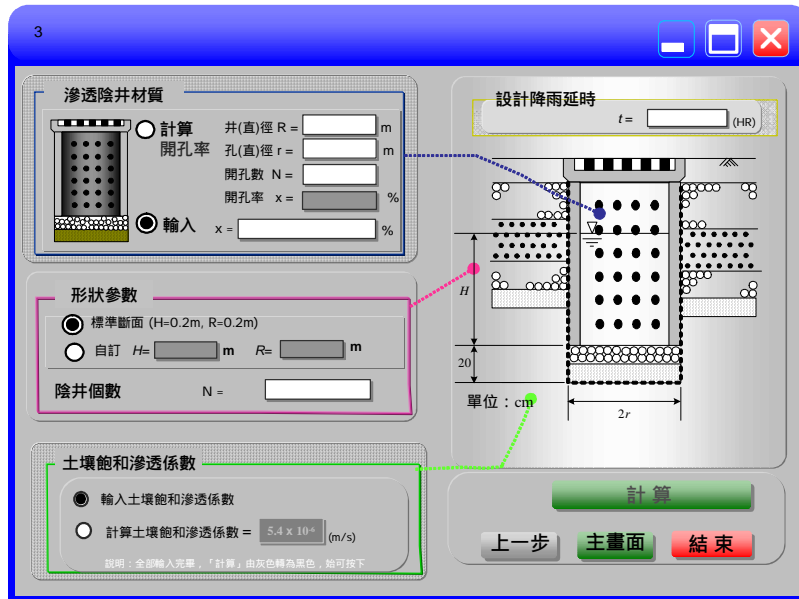 3
滲透陰井材質
計算
開孔率
井(直)徑 R = m
孔(直)徑 r = m
開孔數 N =
開孔率 x = %
輸入
x = %
形狀參數
標準斷面 (H=0.2m, R=0.2m)
自訂 H= m R= m
陰井個數 N =
土壤飽和滲透係數
輸入土壤飽和滲透係數
計算土壤飽和滲透係數 = 5.4 x 10-6 (m/s)
說明：全部輸入完畢，「計算」由灰色轉為黑色，始可按下
設計降雨延時
t = (HR)
H
20
單位：cm
2r
計 算
上一步 主畫面 結 束